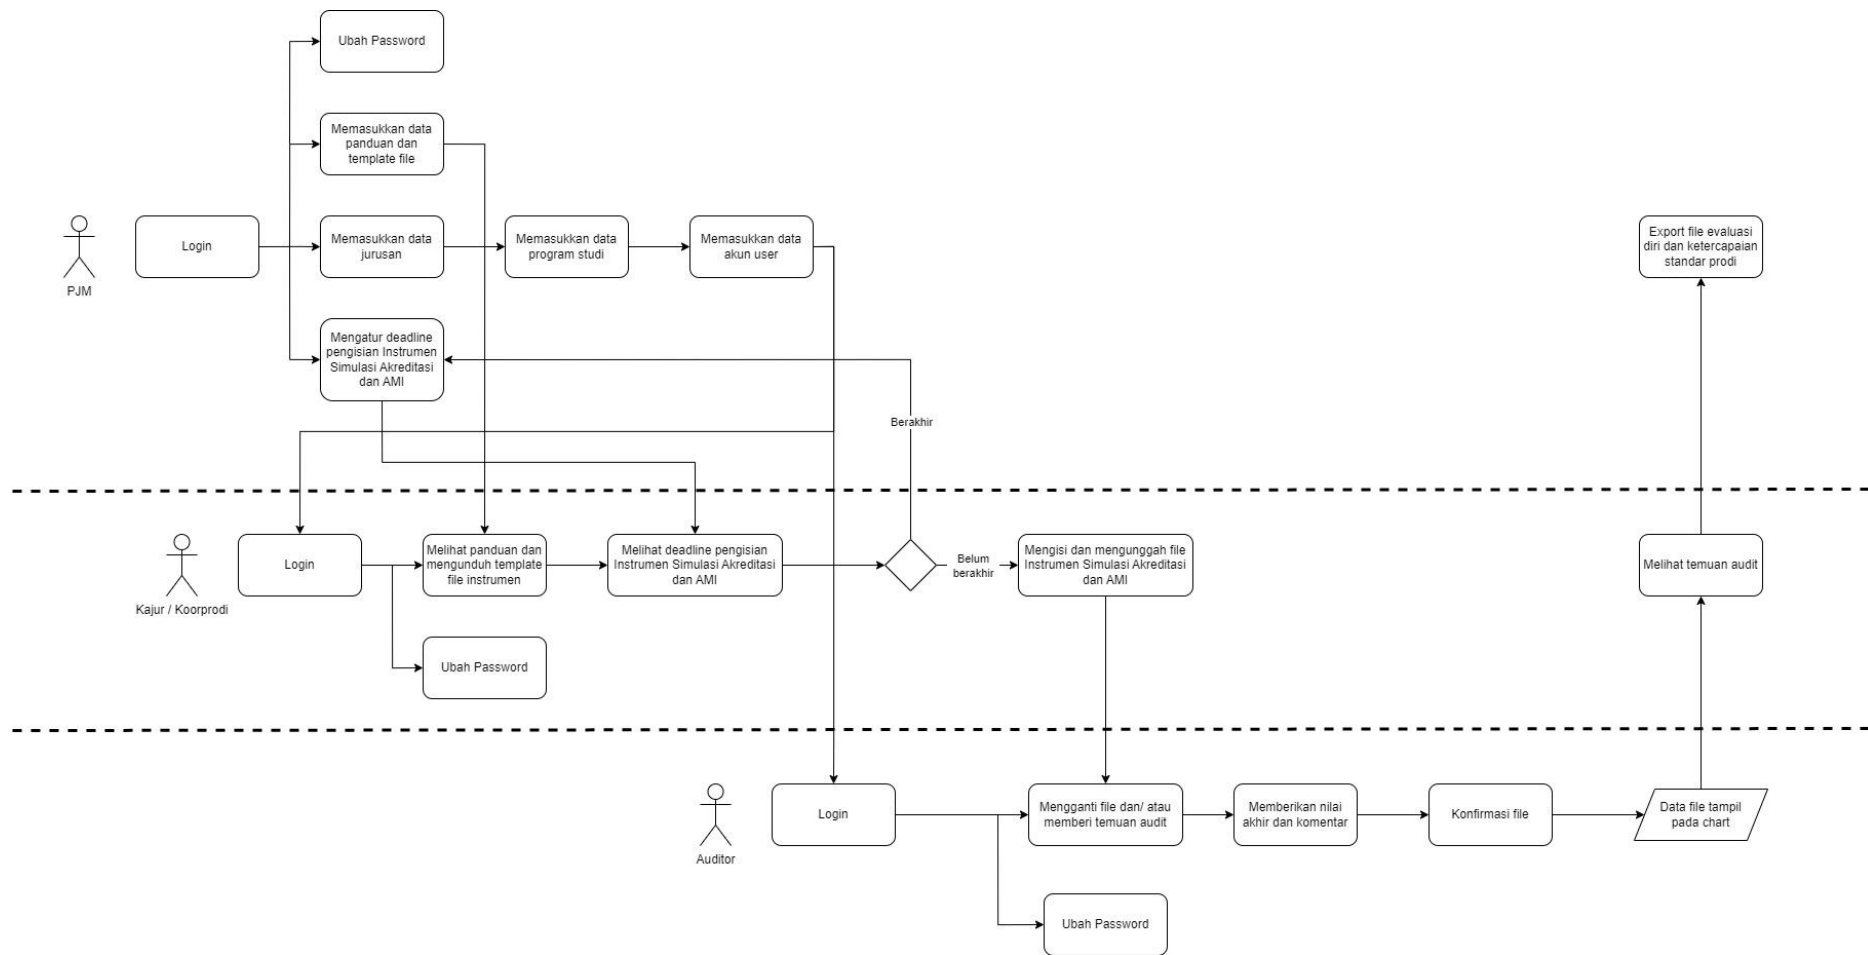 Ubah Password
Memasukkan data
panduan dan
template file
Login
Memasukkan data
jurusan
Memasukkan data
program studi
Memasukkan data
akun user
Export file evaluasi
diri dan ketercapaian
standar prodi
PJM
Mengatur deadline
pengisian Instrumen
Simulasi Akreditasi
dan AMI
Berakhir
Login
Melihat panduan dan
mengunduh template
file instrumen
Melihat deadline pengisian
Instrumen Simulasi Akreditasi
dan AMI
Belum
berakhir
Mengisi dan mengunggah file
Instrumen Simulasi Akreditasi
dan AMI
Melihat temuan audit
Kajur / Koorprodi
Ubah Password
Login
Mengganti file dan/ atau
memberi temuan audit
Memberikan nilai
akhir dan komentar
Konfirmasi file
Data file tampil
pada chart
Auditor
Ubah Password